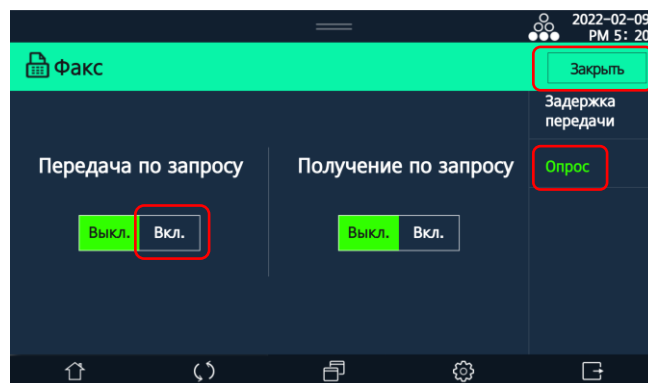 2022-02-09
PM 5: 20
Факс
Закрыть
Задержка
передачи
Передача по запросу
Получение по запросу
Опрос
Выкл. Вкл.
Выкл. Вкл.